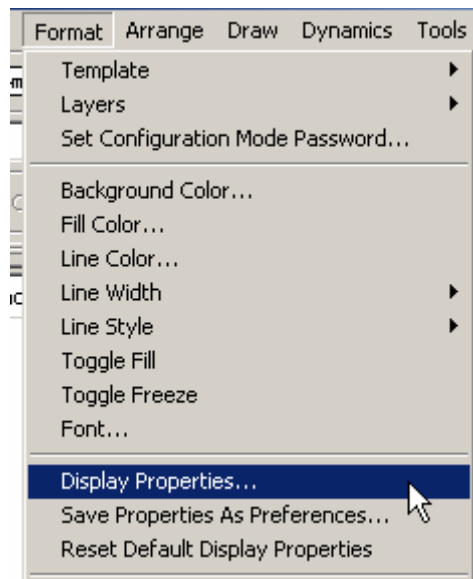 Format Arrange Draw Dynamics Tools
Template
Layers
Set Configuration Mode Password...
Background Color...
Fill Color...
Line Color...
Line Width
Line Style
Toggle Fill
Toggle Freeze
Font...
Display Properties...
Save Properties As Preferences...
Reset Default Display Properties